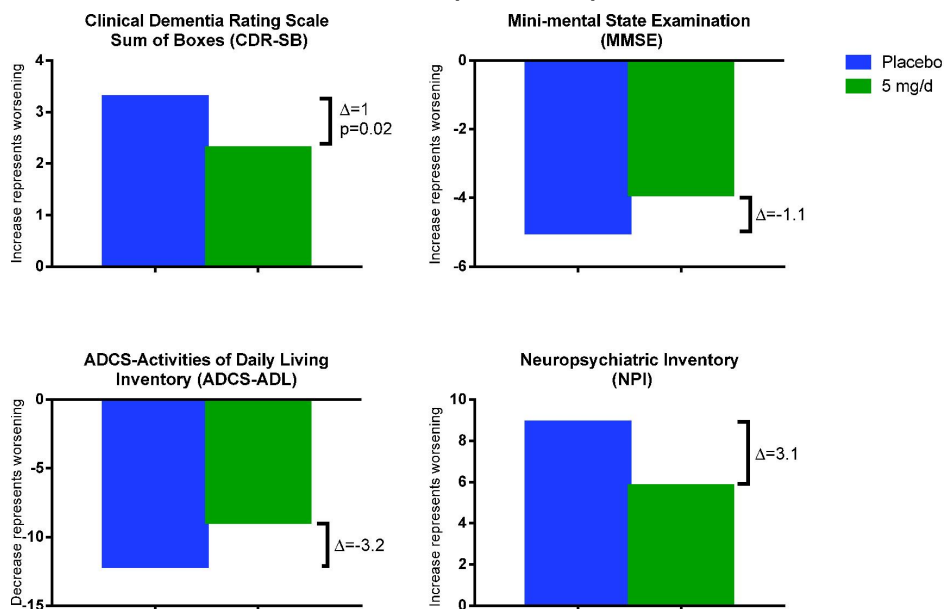 Clinical Dementia Rating Scale
Sum of Boxes (CDR-SB)
Increase represents worsening
4
3
2
1
0
Δ=1
p=0.02
Mini-mental State Examination
(MMSE)
Increase represents worsening
0
-2
-4
-6
Δ=-1.1
Placebo
5 mg/d
ADCS-Activities of Daily Living
Inventory (ADCS-ADL)
Decrease represents worsening
0
-5
-10
-15
Δ=-3.2
Neuropsychiatric Inventory
(NPI)
Increase represents worsening
10
8
6
4
2
0
Δ=3.1